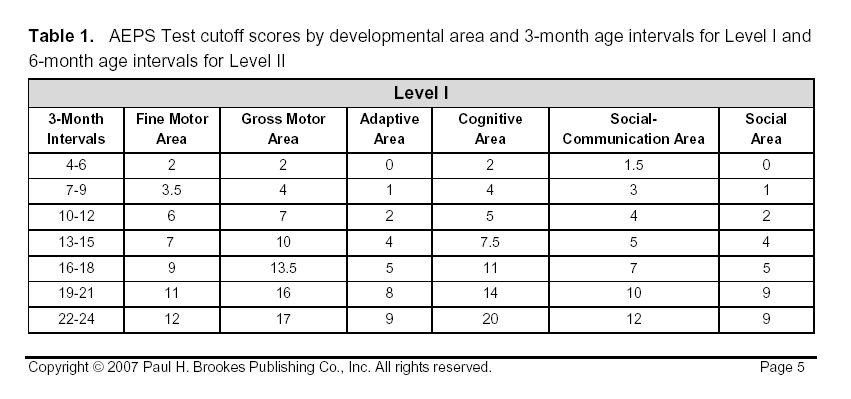 Table 1. AEPS Test cutoff scores by developmental area and 3-month age intervals for Level I and
6-month age intervals for Level II
Level I
3-Month Intervals Fine Motor Area Gross Motor Area Adaptive Area Cognitive Area Social-Communication Area Social Area
4-6 2 2 0 2 1.5 0
7-9 3.5 4 1 4 3 1
10-12 6 7 2 5 4 2
13-15 7 10 4 7.5 5 4
16-18 9 13.5 5 11 7 5
19-21 11 16 8 14 10 9
22-24 12 17 9 20 12 9
Copyright © 2007 Paul H. Brookes Publishing Co., Inc. All rights reserved. Page 5